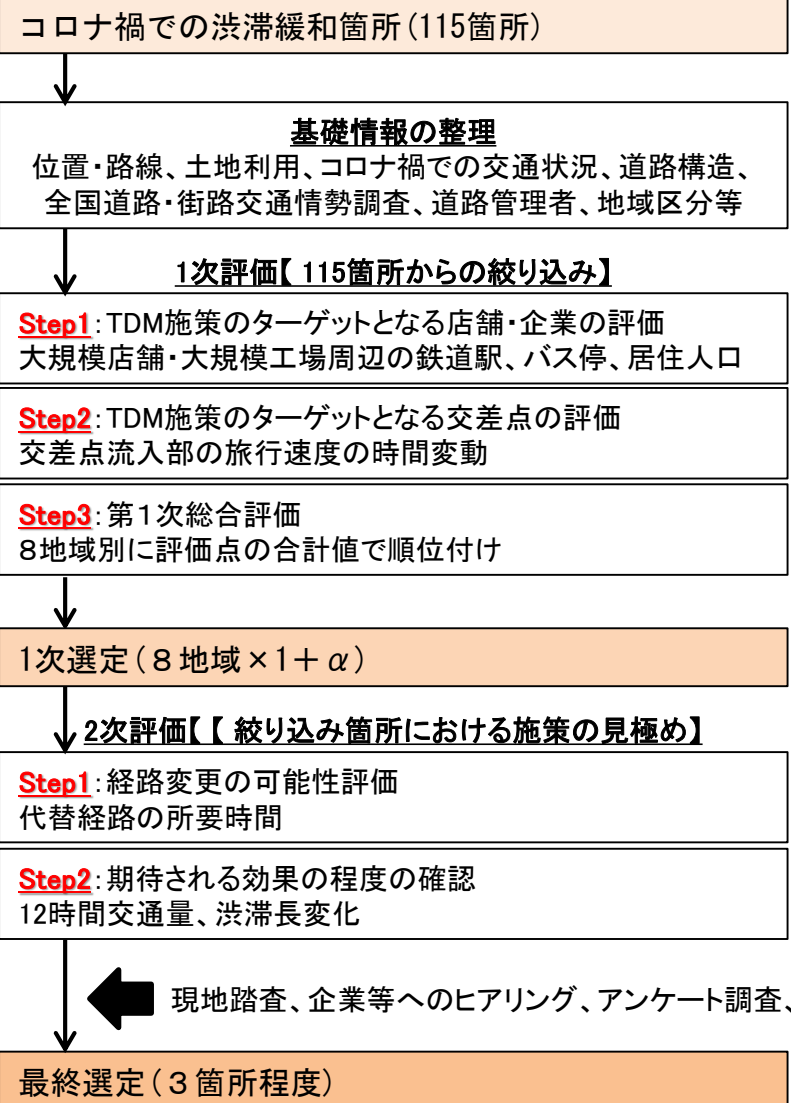 コロナ禍での渋滞緩和箇所(115箇所)
基礎情報の整理
位置・路線、土地利用、コロナ禍での交通状況、道路構造、
全国道路・街路交通情勢調査、道路管理者、地域区分等
1次評価【 115箇所からの絞り込み】
Step1:TDM施策のターゲットとなる店舗・企業の評価
大規模店舗・大規模工場周辺の鉄道駅、バス停、居住人口
Step2:TDM施策のターゲットとなる交差点の評価
交差点流入部の旅行速度の時間変動
Step3:第1次総合評価
8地域別に評価点の合計値で順位付け
1次選定(8地域×1+α)
2次評価【【 絞り込み箇所における施策の見極め】
Step1:経路変更の可能性評価
代替経路の所要時間
Step2:期待される効果の程度の確認
12時間交通量、渋滞長変化
現地踏査、企業等へのヒアリング、アンケート調査、
最終選定(3箇所程度)